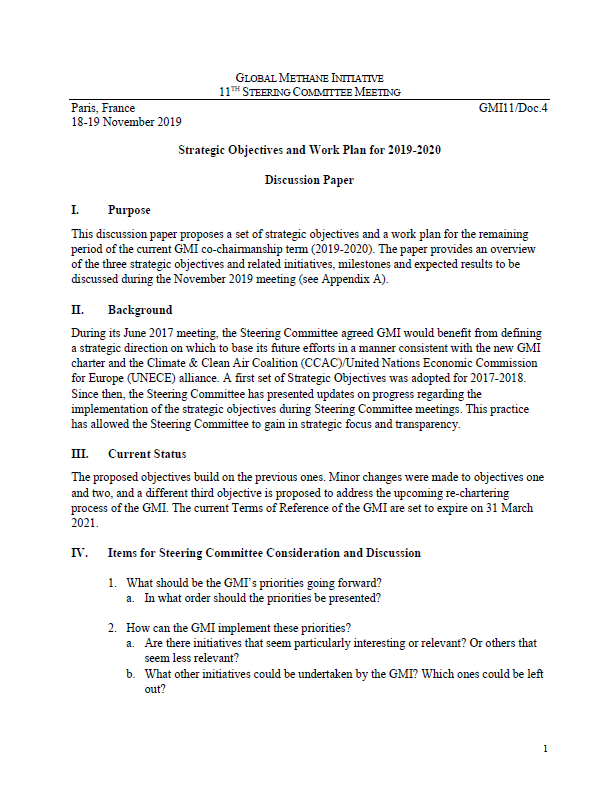 GLOBAL METHANE INITIATIVE
11TH STEERING COMMITTEE MEETING
Paris, France GMI11/Doc.4
18-19 November 2019
Strategic Objectives and Work Plan for 2019-2020
Discussion Paper
I. Purpose
This discussion paper proposes a set of strategic objectives and a work plan for the remaining
period of the current GMI co-chairmanship term (2019-2020). The paper provides an overview
of the three strategic objectives and related initiatives, milestones and expected results to be
discussed during the November 2019 meeting (see Appendix A).
II. Background
During its June 2017 meeting, the Steering Committee agreed GMI would benefit from defining
a strategic direction on which to base its future efforts in a manner consistent with the new GMI
charter and the Climate & Clean Air Coalition (CCAC)/United Nations Economic Commission
for Europe (UNECE) alliance. A first set of Strategic Objectives was adopted for 2017-2018.
Since then, the Steering Committee has presented updates on progress regarding the
implementation of the strategic objectives during Steering Committee meetings. This practice
has allowed the Steering Committee to gain in strategic focus and transparency.
III. Current Status
The proposed objectives build on the previous ones. Minor changes were made to objectives one
and two, and a different third objective is proposed to address the upcoming re-chartering
process of the GMI. The current Terms of Reference of the GMI are set to expire on 31 March
2021.
IV. Items for Steering Committee Consideration and Discussion
1. What should be the GMI's priorities going forward?
a. In what order should the priorities be presented?
2. How can the GMI implement these priorities?
a. Are there initiatives that seem particularly interesting or relevant? Or others that
seem less relevant?
b. What other initiatives could be undertaken by the GMI? Which ones could be left
out?
1